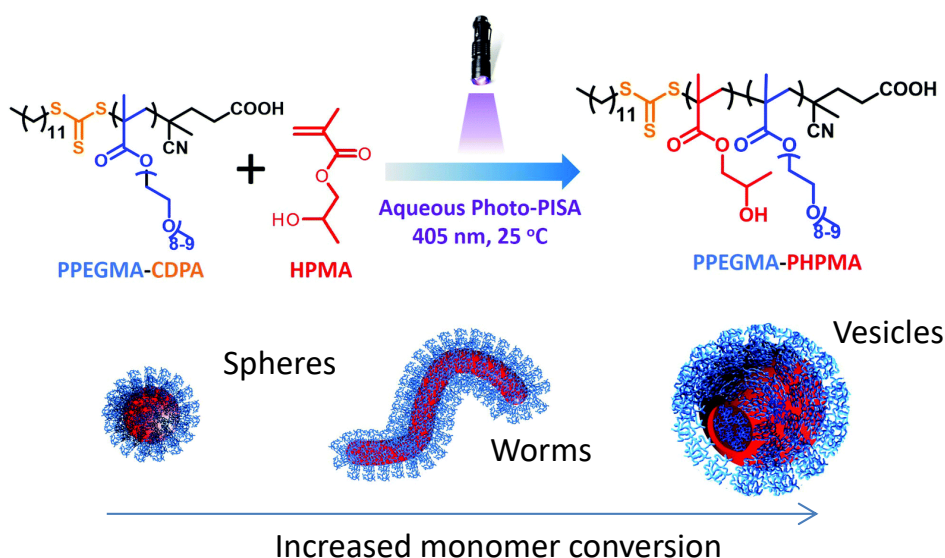 S
S
S
11
CN
COOH
O
O
O
8-9
PPEGMA-CDPA
+
O
O
HO
HPMA
Aqueous Photo-PISA
405 nm, 25 °C
S
S
S
11
CN
COOH
O
O
O
O
OH
O
8-9
PPEGMA-PHPMA
Spheres
Worms
Vesicles
Increased monomer conversion